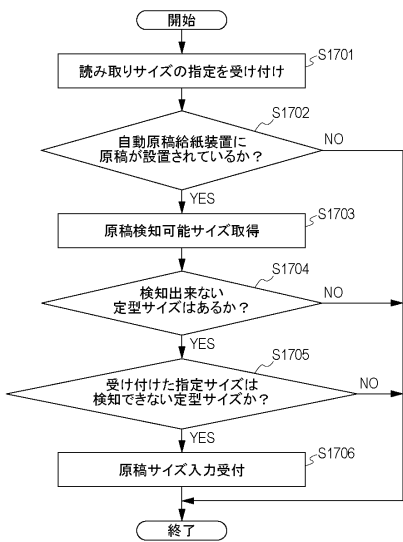 開始
S1701
読み取りサイズの指定を受け付け
S1702
自動原稿給紙装置に
原稿が設置されているか？
NO
YES
S1703
原稿検知可能サイズ取得
S1704
検知出来ない
定型サイズはあるか？
NO
YES
S1705
受け付けた指定サイズは
検知できない定型サイズか？
NO
YES
S1706
原稿サイズ入力受付
終了